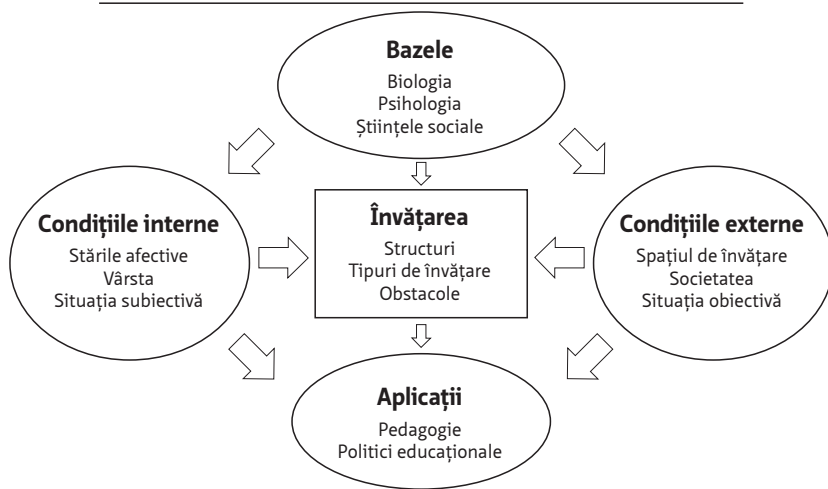 Bazele
Biologia
Psihologia
Științele sociale
Condițiile interne
Stările afective
Vârsta
Situația subiectivă
Învățarea
Structuri
Tipuri de învățare
Obstacole
Condițiile externe
Spațiul de învățare
Societatea
Situația obiectivă
Aplicații
Pedagogie
Politici educaționale